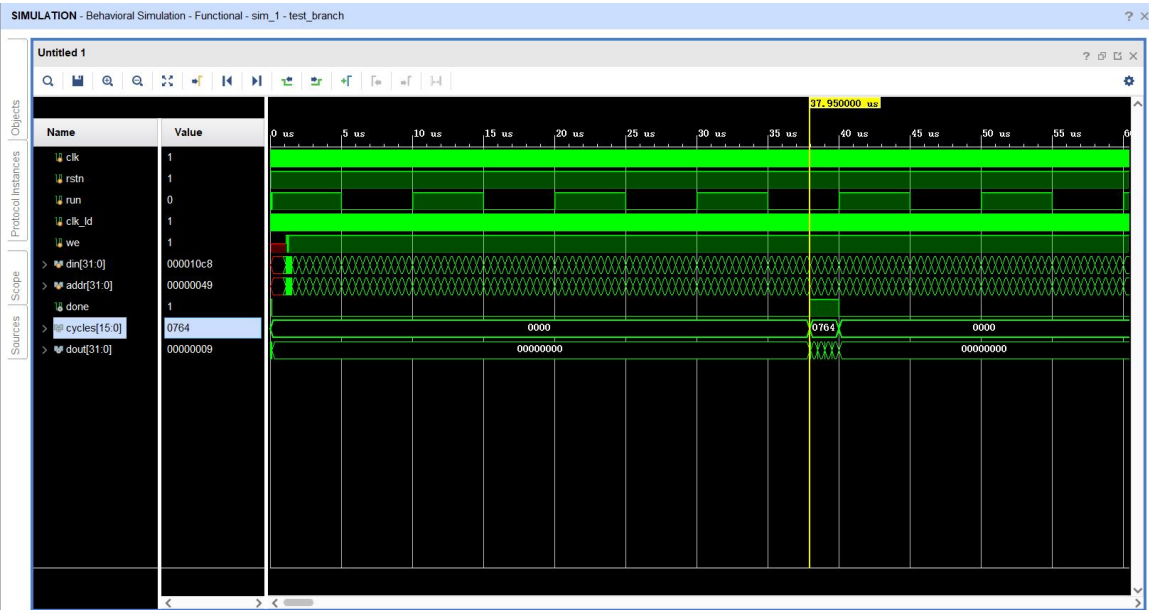 SIMULATION - Behavioral Simulation - Functional - sim_1 - test_branch
Untitled 1
Objects
Protocol Instances
Scope
Sources
37.950000 us
Name Value 0 us 5 us 10 us 15 us 20 us 25 us 30 us 35 us 40 us 45 us 50 us 55 us
clk 1
rstn 1
run 0
clk_ld 1
we 1
din[31:0] 000010c8
addr[31:0] 00000049
done 1
cycles[15:0] 0764 0000 0764 0000
dout[31:0] 00000009 00000000 00000000